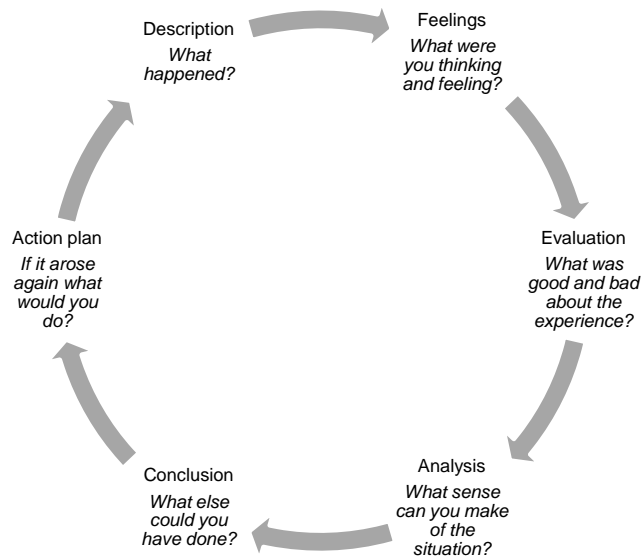 Description
What
happened?
Feelings
What were
you thinking
and feeling?
Evaluation
What was
good and bad
about the
experience?
Analysis
What sense
can you make
of the
situation?
Conclusion
What else
could you
have done?
Action plan
If it arose
again what
would you
do?